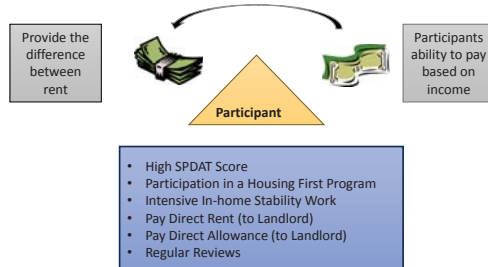 Provide the
difference
between
rent
Participants
ability to pay
based on
income
Participant
• High SPDAT Score
• Participation in a Housing First Program
• Intensive In-home Stability Work
• Pay Direct Rent (to Landlord)
• Pay Direct Allowance (to Landlord)
• Regular Reviews